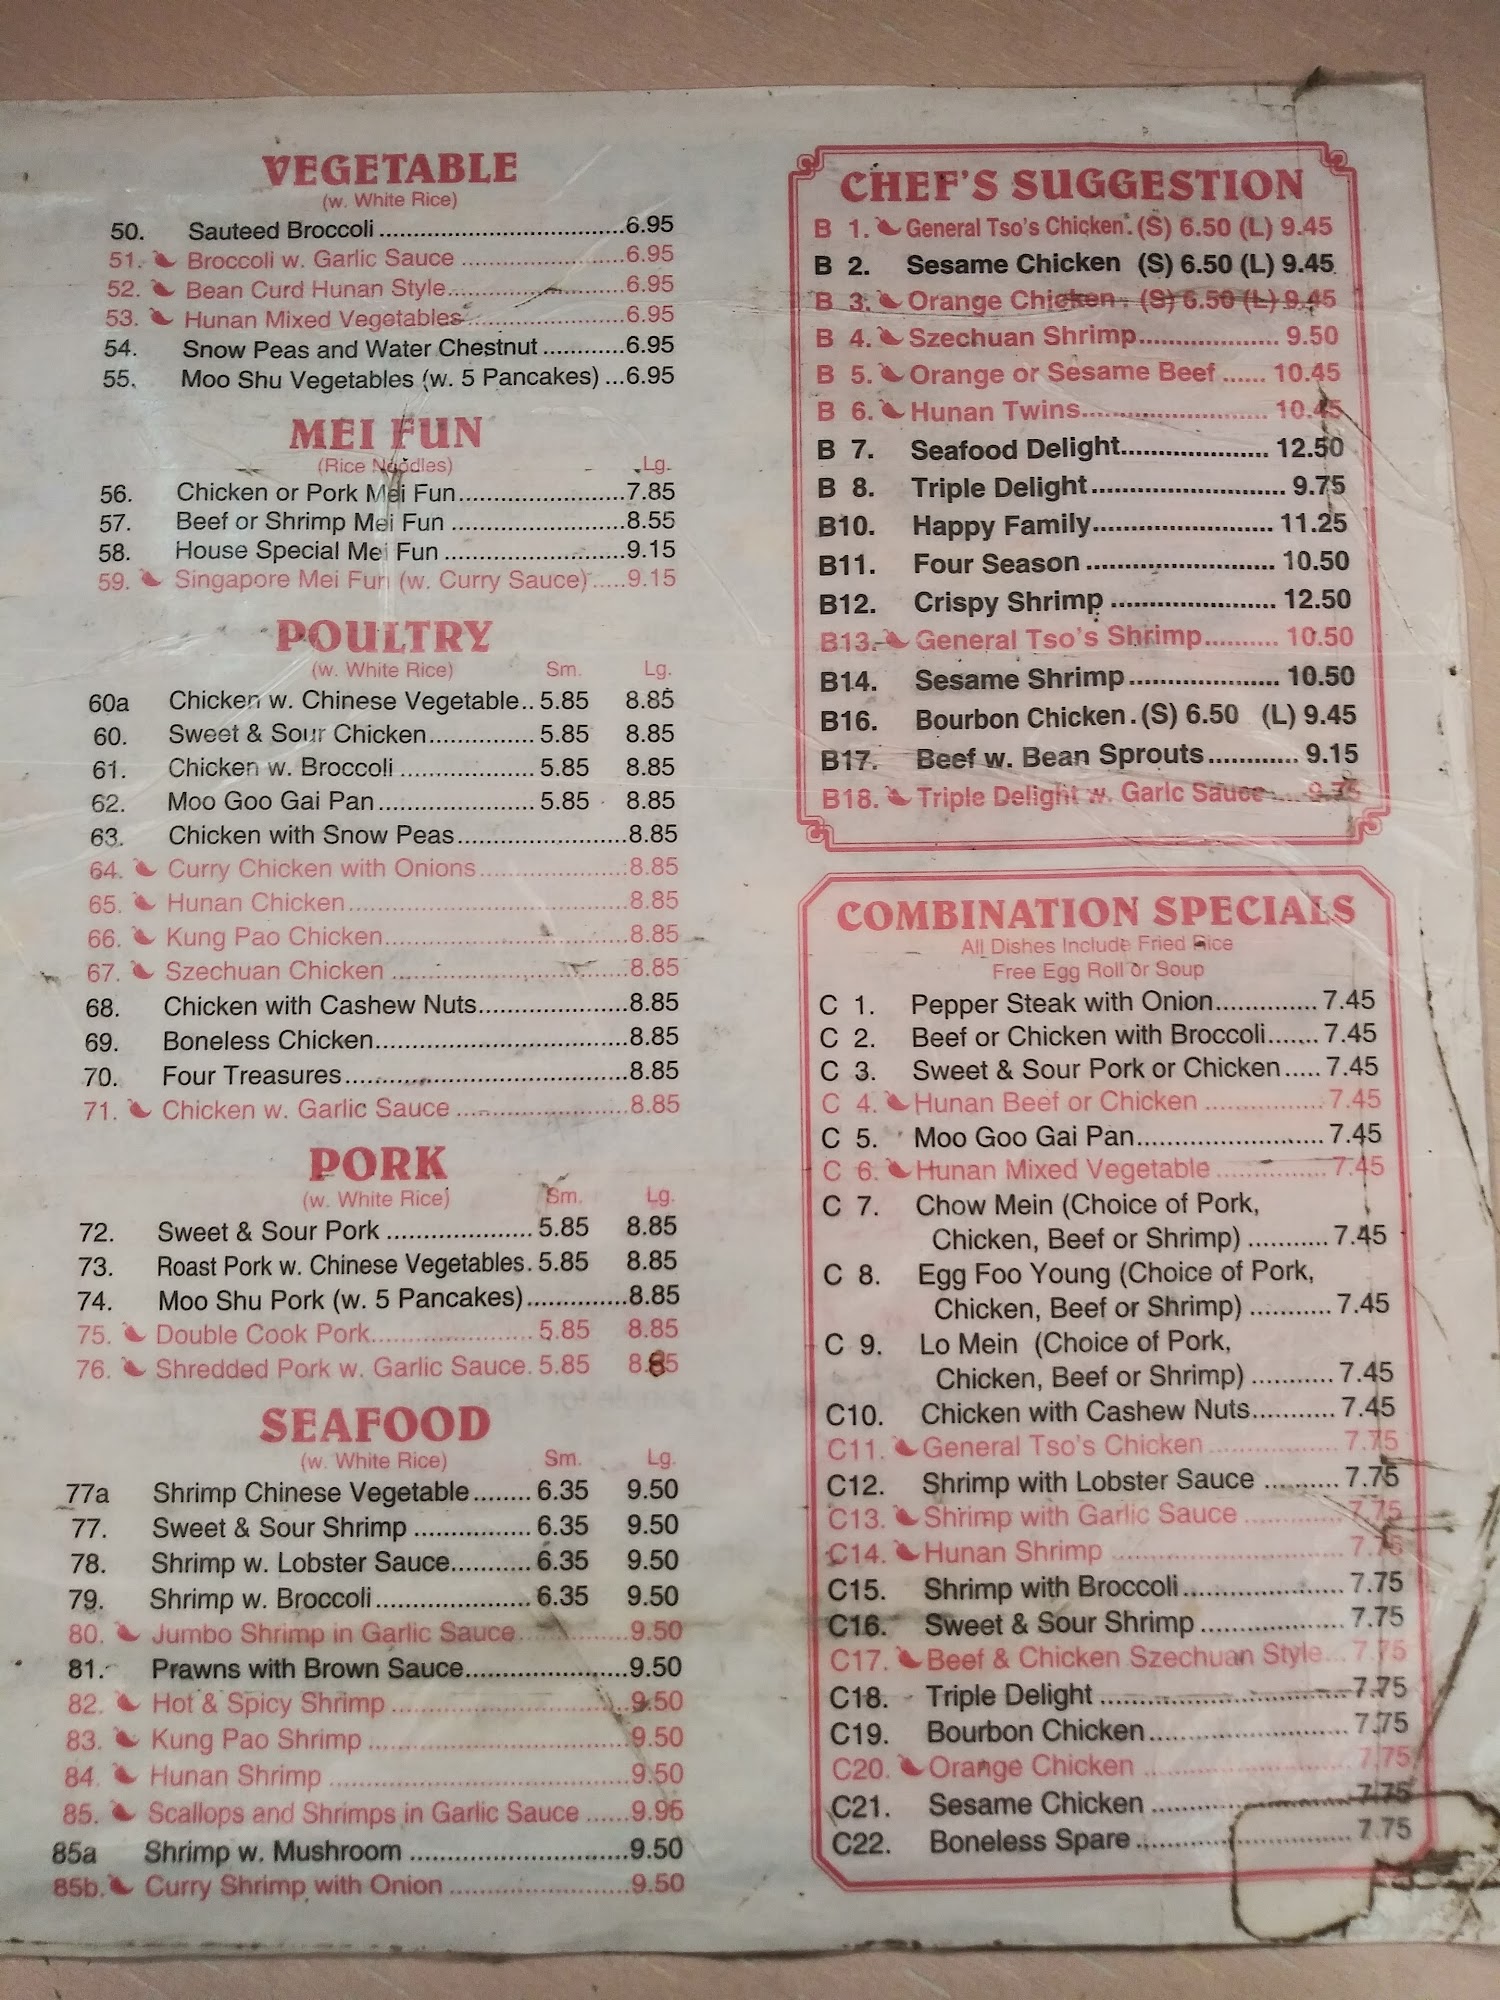 VEGETABLE
(w. White Rice)
50. Sauteed Broccoli 6.95
51. Broccoli w. Garlic Sauce 6.95
52. Bean Curd Hunan Style 6.95
53. Hunan Mixed Vegetables 6.95
54. Snow Peas and Water Chestnut 6.95
55. Moo Shu Vegetables (w. 5 Pancakes) ...6.95
MEI FUN
(Rice Noodles) Lg.
56. Chicken or Pork Mei Fun 7.85
57. Beef or Shrimp Mei Fun 8.55
58. House Special Mei Fun 9.15
59. Singapore Mei Fun (w. Curry Sauce) 9.15
POULTRY
(w. White Rice) Sm. Lg.
60a Chicken w. Chinese Vegetable.. 5.85 8.85
60. Sweet & Sour Chicken 5.85 8.85
61. Chicken w. Broccoli 5.85 8.85
62. Moo Goo Gai Pan 5.85 8.85
63. Chicken with Snow Peas 8.85
64. Curry Chicken with Onions 8.85
65. Hunan Chicken 8.85
66. Kung Pao Chicken 8.85
67. Szechuan Chicken 8.85
68. Chicken with Cashew Nuts 8.85
69. Boneless Chicken 8.85
70. Four Treasures 8.85
71. Chicken w. Garlic Sauce 8.85
PORK
(w. White Rice) Sm. Lg.
72. Sweet & Sour Pork 5.85 8.85
73. Roast Pork w. Chinese Vegetables. 5.85 8.85
74. Moo Shu Pork (w. 5 Pancakes) 8.85
75. Double Cook Pork 5.85 8.85
76. Shredded Pork w. Garlic Sauce. 5.85 8.85
SEAFOOD
(w. White Rice) Sm. Lg.
77a Shrimp Chinese Vegetable 6.35 9.50
77. Sweet & Sour Shrimp 6.35 9.50
78. Shrimp w. Lobster Sauce 6.35 9.50
79. Shrimp w. Broccoli 6.35 9.50
80. Jumbo Shrimp in Garlic Sauce 9.50
81. Prawns with Brown Sauce 9.50
82. Hot & Spicy Shrimp 9.50
83. Kung Pao Shrimp 9.50
84. Hunan Shrimp 9.50
85. Scallops and Shrimps in Garlic Sauce 9.95
85a Shrimp w. Mushroom 9.50
85b. Curry Shrimp with Onion 9.50
CHEF'S SUGGESTION
B 1. General Tso's Chicken. (S) 6.50 (L) 9.45
B 2. Sesame Chicken (S) 6.50 (L) 9.45
B 3. Orange Chicken. (S) 6.50 (L) 9.45
B 4. Szechuan Shrimp 9.50
B 5. Orange or Sesame Beef 10.45
B 6. Hunan Twins 10.45
B 7. Seafood Delight 12.50
B 8. Triple Delight 9.75
B10. Happy Family 11.25
B11. Four Season 10.50
B12. Crispy Shrimp 12.50
B13. General Tso's Shrimp 10.50
B14. Sesame Shrimp 10.50
B16. Bourbon Chicken. (S) 6.50 (L) 9.45
B17. Beef w. Bean Sprouts 9.15
B18. Triple Delight w. Garlc Sauce 9.75
COMBINATION SPECIALS
All Dishes Include Fried Rice
Free Egg Roll or Soup
C 1. Pepper Steak with Onion 7.45
C 2. Beef or Chicken with Broccoli 7.45
C 3. Sweet & Sour Pork or Chicken 7.45
C 4. Hunan Beef or Chicken 7.45
C 5. Moo Goo Gai Pan 7.45
C 6. Hunan Mixed Vegetable 7.45
C 7. Chow Mein (Choice of Pork,
Chicken, Beef or Shrimp) 7.45
C 8. Egg Foo Young (Choice of Pork,
Chicken, Beef or Shrimp) 7.45
C 9. Lo Mein (Choice of Pork,
Chicken, Beef or Shrimp) 7.45
C10. Chicken with Cashew Nuts 7.45
C11. General Tso's Chicken 7.75
C12. Shrimp with Lobster Sauce 7.75
C13. Shrimp with Garlic Sauce 7.75
C14. Hunan Shrimp 7.75
C15. Shrimp with Broccoli 7.75
C16. Sweet & Sour Shrimp 7.75
C17. Beef & Chicken Szechuan Style... 7.75
C18. Triple Delight 7.75
C19. Bourbon Chicken 7.75
C20. Orange Chicken 7.75
C21. Sesame Chicken 7.75
C22. Boneless Spare 7.75